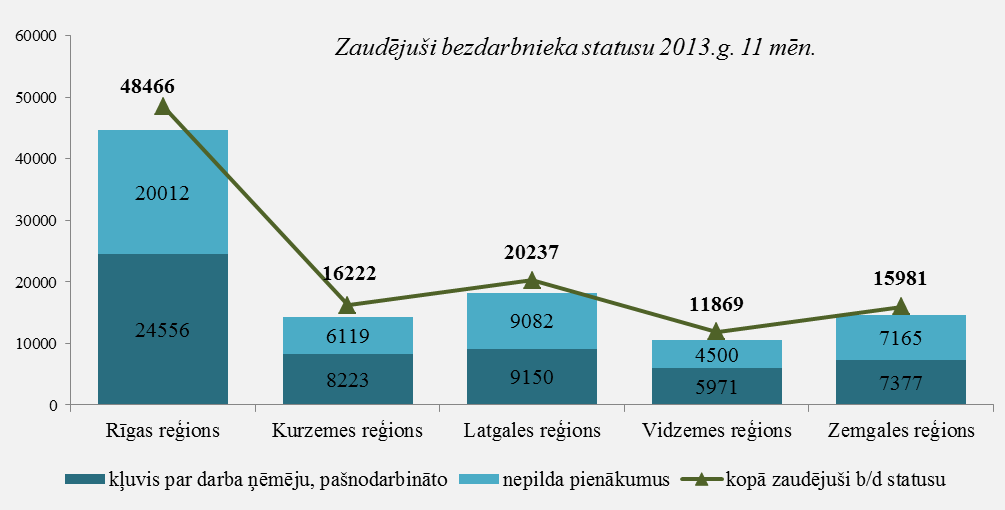 Zaudējuši bezdarbnieka statusu 2013.g. 11 mēn.
60000
50000
40000
30000
20000
10000
0
48466
20012
24556
16222
6119
8223
20237
9082
9150
11869
4500
5971
15981
7165
7377
Rīgas reģions
Kurzemes reģions
Latgales reģions
Vidzemes reģions
Zemgales reģions
kļuvis par darba ņēmēju, pašnodarbināto
nepilda pienākumus
kopā zaudējuši b/d statusu